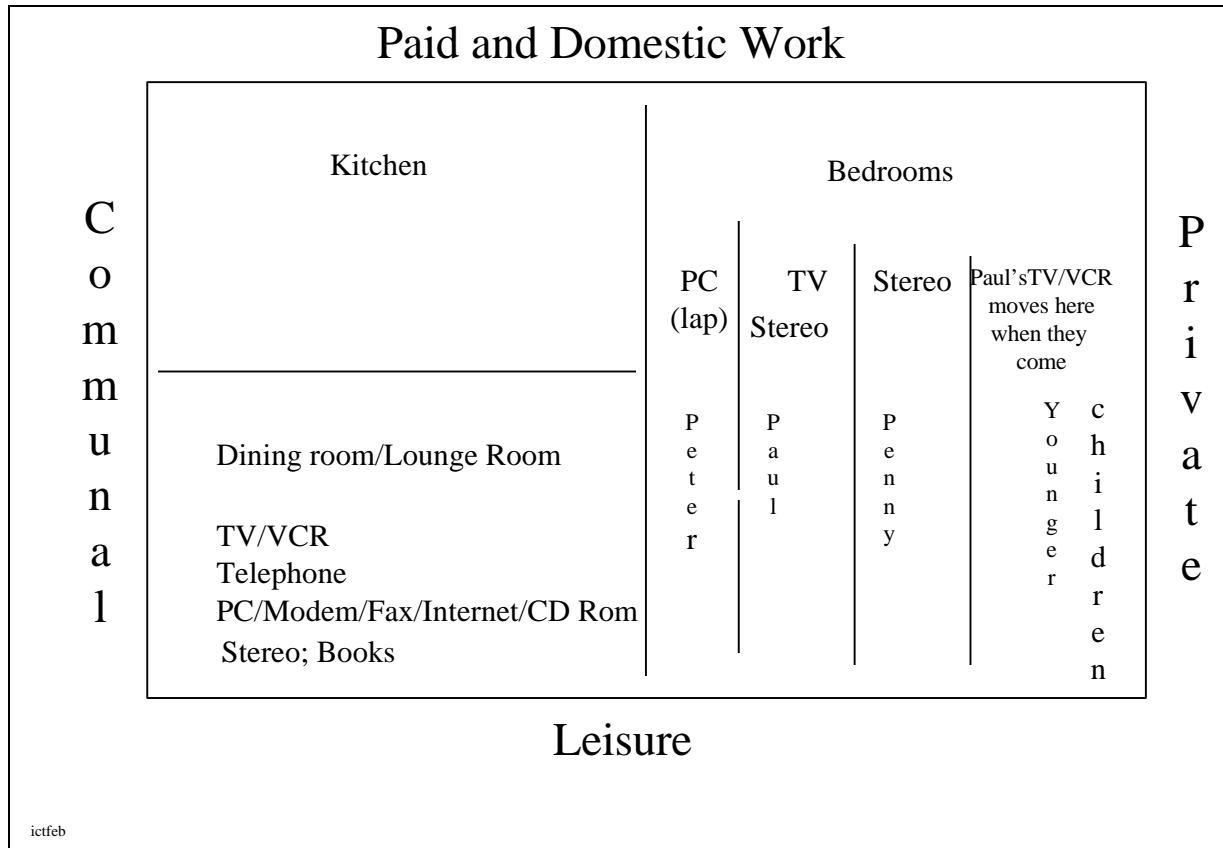 Paid and Domestic Work
Communal
Kitchen
Dining room/Lounge Room
TV/VCR
Telephone
PC/Modem/Fax/Internet/CD Rom
Stereo; Books
Bedrooms
PC
(lap)
Peter
TV
Stereo
Paul
Stereo
Penny
Paul'sTV/VCR
moves here
when they
come
Younger
children
Private
Leisure
ictfeb